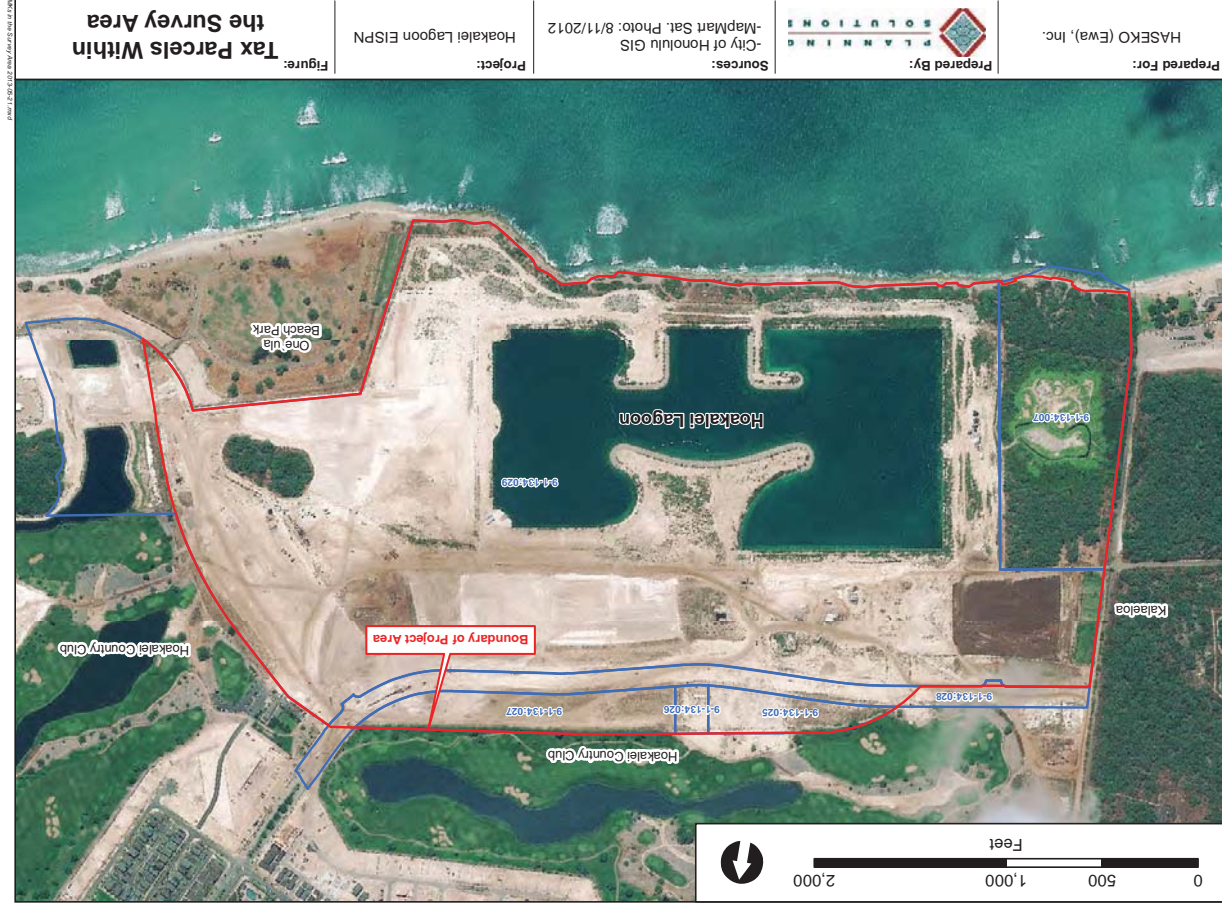 0 500 1,000 2,000
Feet
Hoakalei Country Club
9-1-134:028
9-1-134:025
9-1-134:026
9-1-134:027
Boundary of Project Area
Hoakalei Country Club
Kalaeloa
9-1-134:029
Hoakalei Lagoon
9-1-134:007
One'ula
Beach Park
Prepared For:
HASEKO (Ewa), Inc.
Prepared By:
PLANNING
SOLUTIONS
Sources:
-City of Honolulu GIS
-MapMart Sat. Photo: 8/11/2012
Project:
Hoakalei Lagoon EISPN
Figure:
Tax Parcels Within
the Survey Area